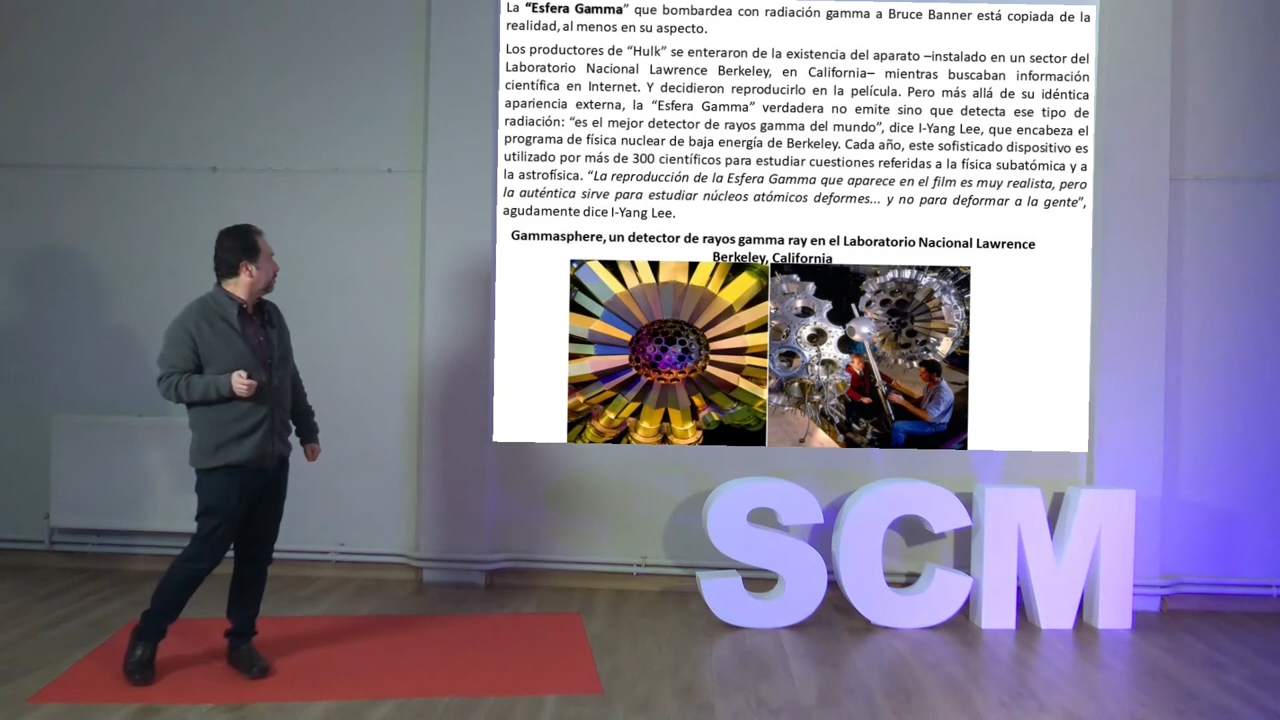 La “Esfera Gamma” que bombardea con radiación gamma a Bruce Banner está copiada de la
realidad, al menos en su aspecto.
Los productores de “Hulk” se enteraron de la existencia del aparato –instalado en un sector del
Laboratorio Nacional Lawrence Berkeley, en California– mientras buscaban información
científica en Internet. Y decidieron reproducirlo en la película. Pero más allá de su idéntica
apariencia externa, la “Esfera Gamma” verdadera no emite sino que detecta ese tipo de
radiación: “es el mejor detector de rayos gamma del mundo”, dice I-Yang Lee, que encabeza el
programa de física nuclear de baja energía de Berkeley. Cada año, este sofisticado dispositivo es
utilizado por más de 300 científicos para estudiar cuestiones referidas a la física subatómica y a
la astrofísica. “La reproducción de la Esfera Gamma que aparece en el film es muy realista, pero
la auténtica sirve para estudiar núcleos atómicos deformes... y no para deformar a la gente”,
agudamente dice I-Yang Lee.
Gammasphere, un detector de rayos gamma ray en el Laboratorio Nacional Lawrence
Berkeley, California
SCM